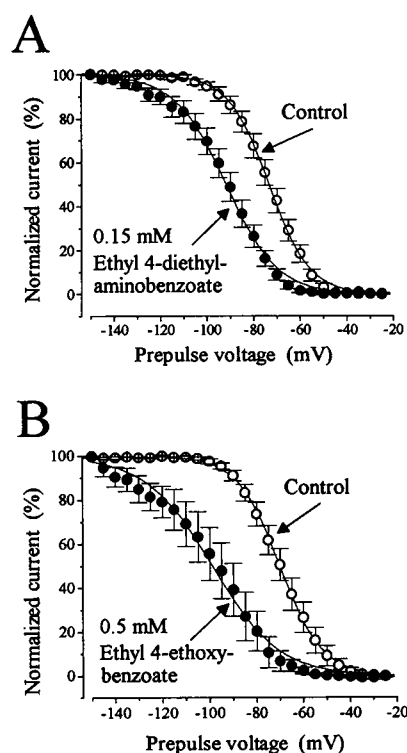 A
Normalized current (%)
100
80
60
40
20
0
Control
0.15 mM
Ethyl 4-diethyl-
aminobenzoate
-140 -120 -100 -80 -60 -40 -20
Prepulse voltage (mV)
B
Normalized current (%)
100
80
60
40
20
0
Control
0.5 mM
Ethyl 4-ethoxy-
benzoate
-140 -120 -100 -80 -60 -40 -20
Prepulse voltage (mV)